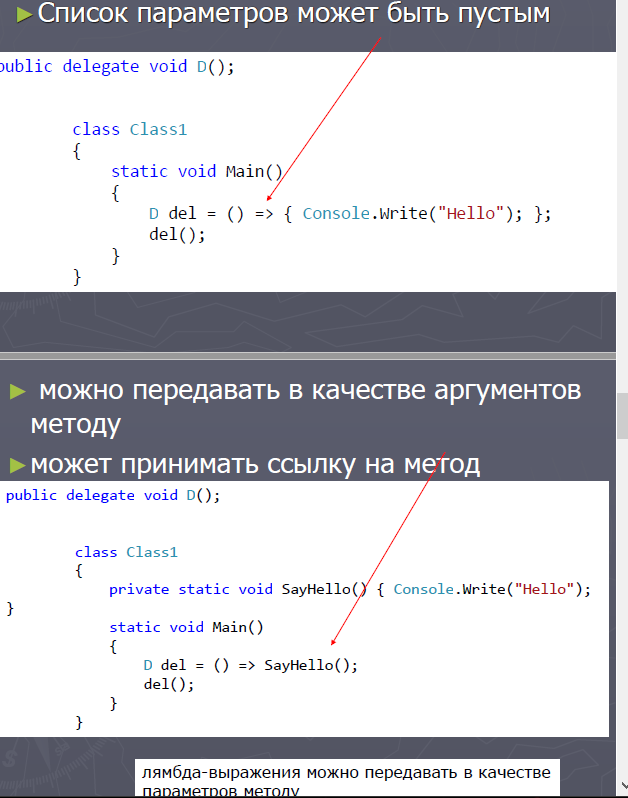 ►Список параметров может быть пустым
public delegate void D();
class Class1
{
static void Main()
{
D del = () => { Console.Write("Hello"); };
del();
}
}
► можно передавать в качестве аргументов
методу
►может принимать ссылку на метод
public delegate void D();
class Class1
{
private static void SayHello() { Console.Write("Hello");
}
static void Main()
{
D del = () => SayHello();
del();
}
}
лямбда-выражения можно передавать в качестве
параметров методу